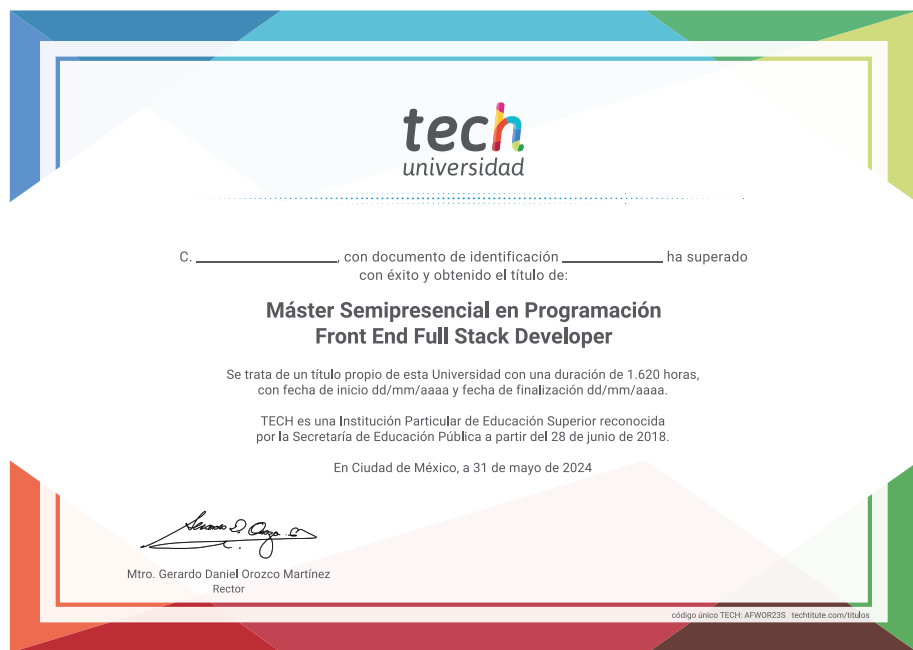 tech
universidad
C. ____________________, con documento de identificación ______________ ha superado
con éxito y obtenido el título de:
Máster Semipresencial en Programación
Front End Full Stack Developer
Se trata de un título propio de esta Universidad con una duración de 1.620 horas,
con fecha de inicio dd/mm/aaaa y fecha de finalización dd/mm/aaaa.
TECH es una Institución Particular de Educación Superior reconocida
por la Secretaría de Educación Pública a partir del 28 de junio de 2018.
En Ciudad de México, a 31 de mayo de 2024
Mtro. Gerardo Daniel Orozco Martínez
Rector
código único TECH: AFWOR23S techtitute.com/titulos